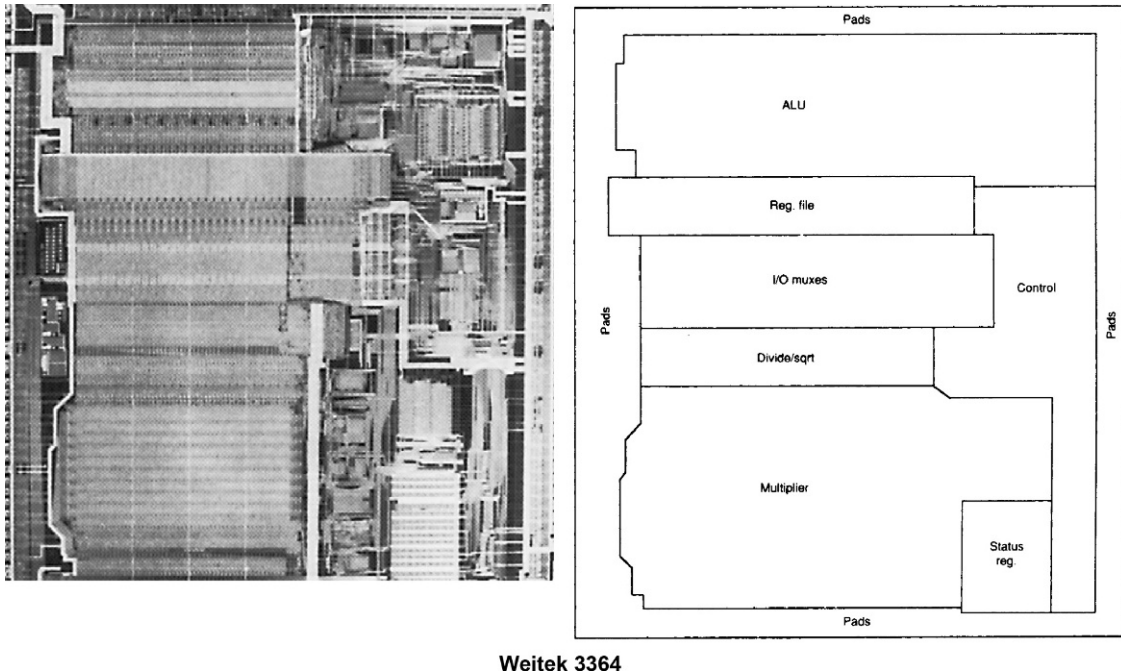 Pads
ALU
Reg. file
I/O muxes
Control
Pads
Pads
Divide/sqrt
Multiplier
Status
reg.
Pads
Weitek 3364